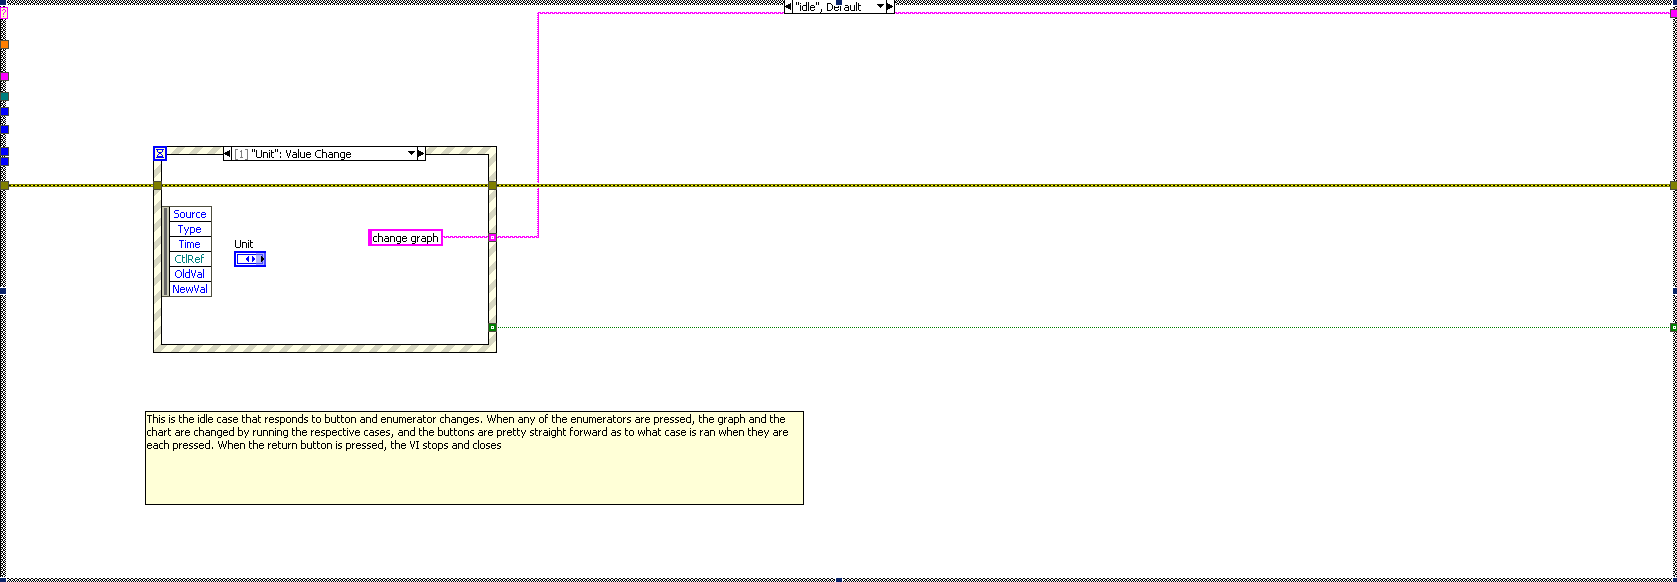 "idle", Default
?
[1] "Unit": Value Change
Source
Type
Time
CtlRef
OldVal
NewVal
Unit
change graph
This is the idle case that responds to button and enumerator changes. When any of the enumerators are pressed, the graph and the
chart are changed by running the respective cases, and the buttons are pretty straight forward as to what case is ran when they are
each pressed. When the return button is pressed, the VI stops and closes